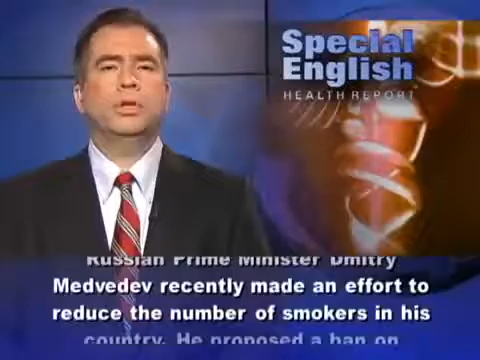 Special
English
HEALTH REPORT
Russian Prime Minister Dmitry
Medvedev recently made an effort to
reduce the number of smokers in his
country. He proposed a ban on